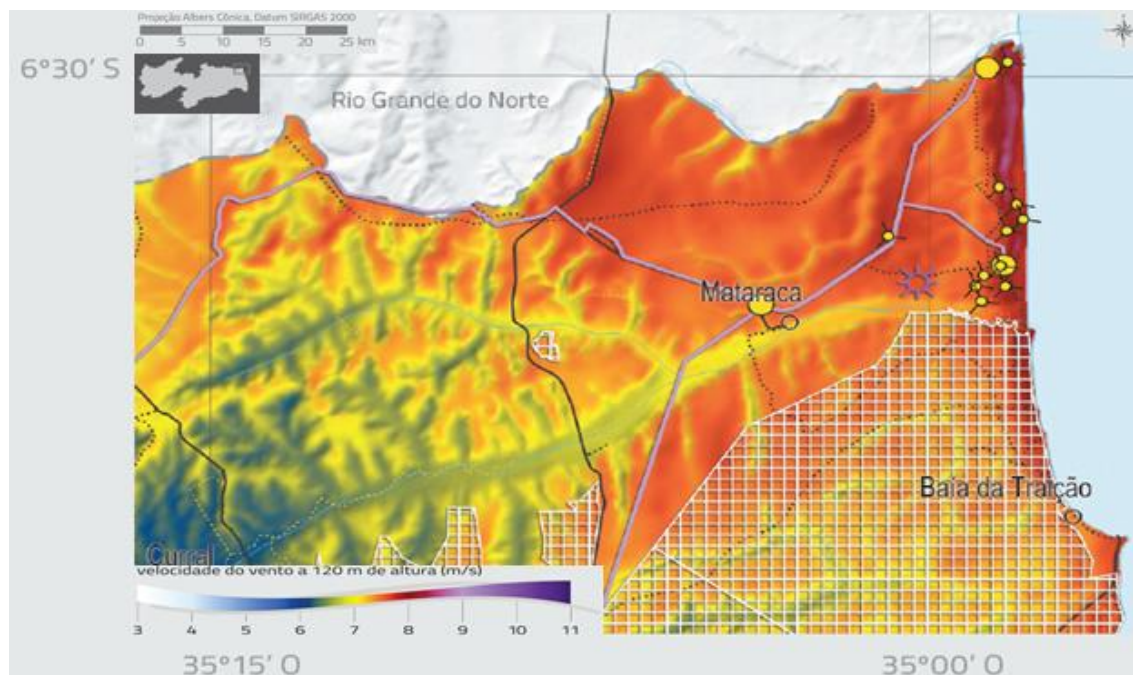 Projeção Albers Cônica, Datum SIRGAS 2000
0 5 10 15 20 25 km
6°30′ S
Rio Grande do Norte
Mataraca
Baía da Traição
Curral
velocidade do vento a 120 m de altura (m/s)
3 4 5 6 7 8 9 10 11
35°15′ O 35°00′ O